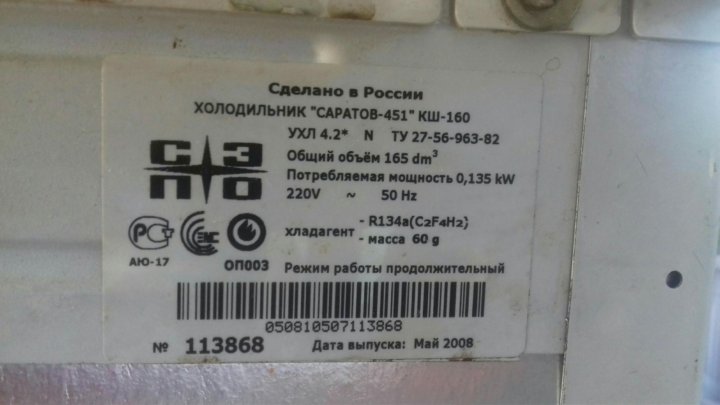 Сделано в России
ХОЛОДИЛЬНИК "САРАТОВ-451" КШ-160
УХЛ 4.2* N ТУ 27-56-963-82
СЭПО
Общий объём 165 dm³
Потребляемая мощность 0,135 kW
220V ~ 50 Hz
хладагент - R134a(C₂F₄H₂)
- масса 60 g
РСТ
АЮ-17
ОП003
Режим работы продолжительный
050810507113868
№ 113868 Дата выпуска: Май 2008